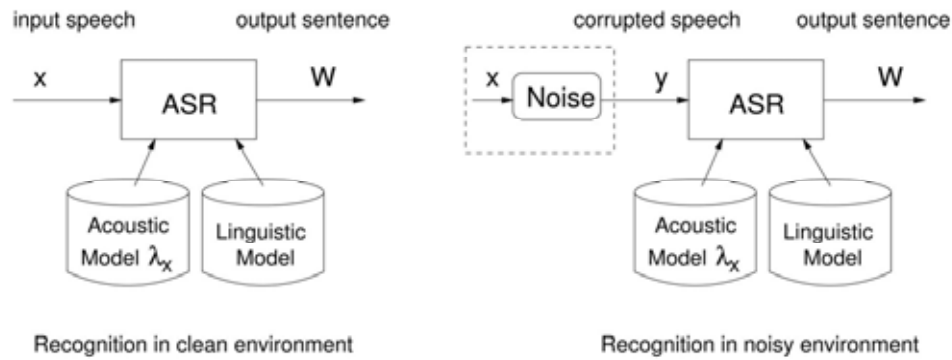 input speech
output sentence
x
W
ASR
Acoustic
Model λx
Linguistic
Model
Recognition in clean environment
corrupted speech
output sentence
x
Noise
y
W
ASR
Acoustic
Model λx
Linguistic
Model
Recognition in noisy environment